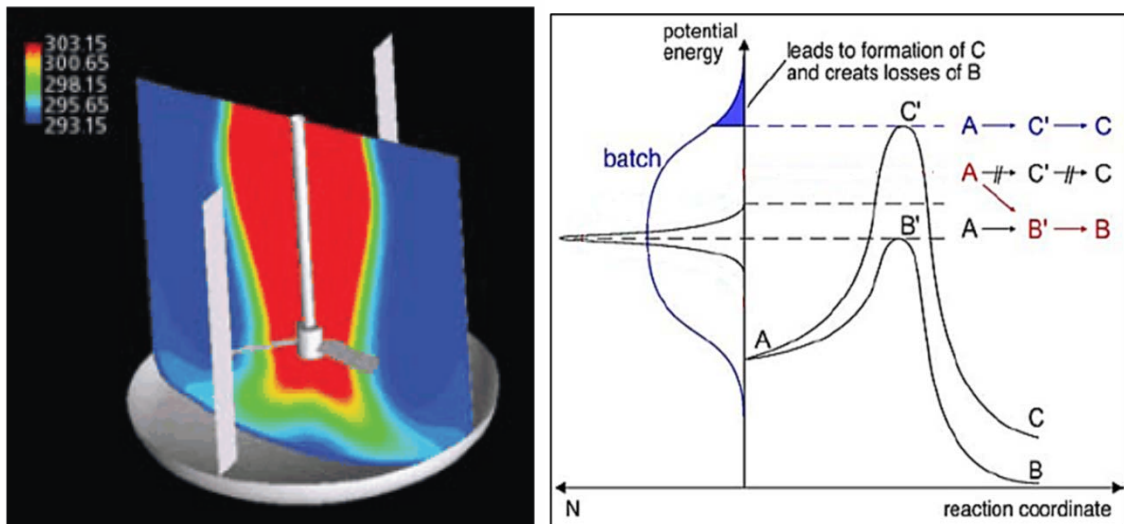 303.15
300.65
298.15
295.65
293.15
potential
energy
leads to formation of C
and creats losses of B
C'
A → C' → C
batch
A ⇸ C' ⇸ C
B'
A → B' → B
A
C
B
N
reaction coordinate